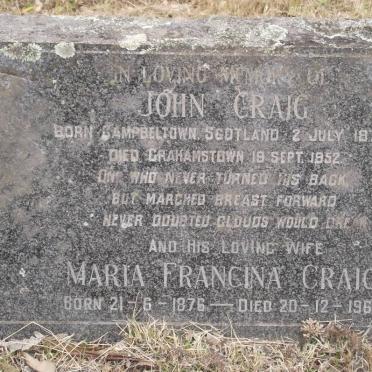 IN LOVING MEMORY OF
JOHN CRAIG
BORN CAMPBELTOWN, SCOTLAND, 2 JULY 18
DIED GRAHAMSTOWN 19 SEPT. 1952.
WHO NEVER TURNED HIS BACK
BUT MARCHED BREAST FORWARD
NEVER DOUBTED CLOUDS WOULD
AND HIS LOVING WIFE
MARIA FRANCINA CRAIG
BORN 21-6-1876 — DIED 20-12-196